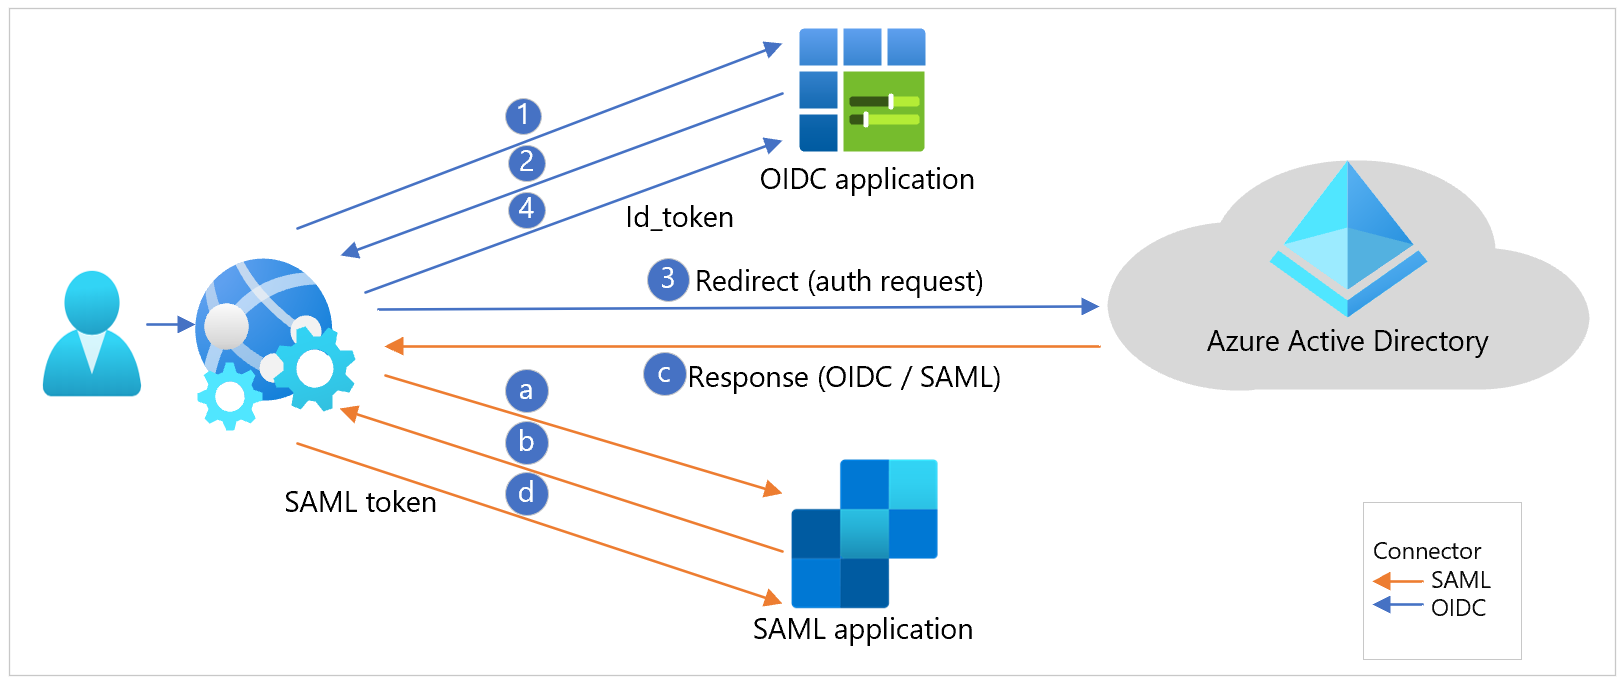 1
OIDC application
2
4
Id_token
3 Redirect (auth request)
Azure Active Directory
c Response (OIDC / SAML)
a
b
d
SAML token
SAML application
Connector
SAML
OIDC